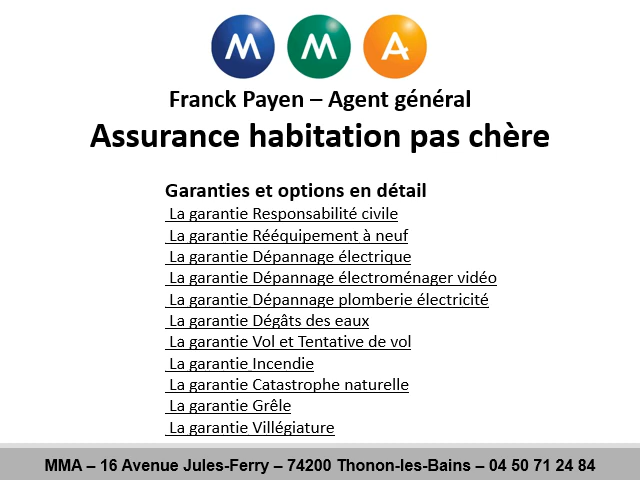 MMA
Franck Payen – Agent général
Assurance habitation pas chère
Garanties et options en détail
La garantie Responsabilité civile
La garantie Rééquipement à neuf
La garantie Dépannage électrique
La garantie Dépannage électroménager vidéo
La garantie Dépannage plomberie électricité
La garantie Dégâts des eaux
La garantie Vol et Tentative de vol
La garantie Incendie
La garantie Catastrophe naturelle
La garantie Grêle
La garantie Villégiature
MMA – 16 Avenue Jules-Ferry – 74200 Thonon-les-Bains – 04 50 71 24 84